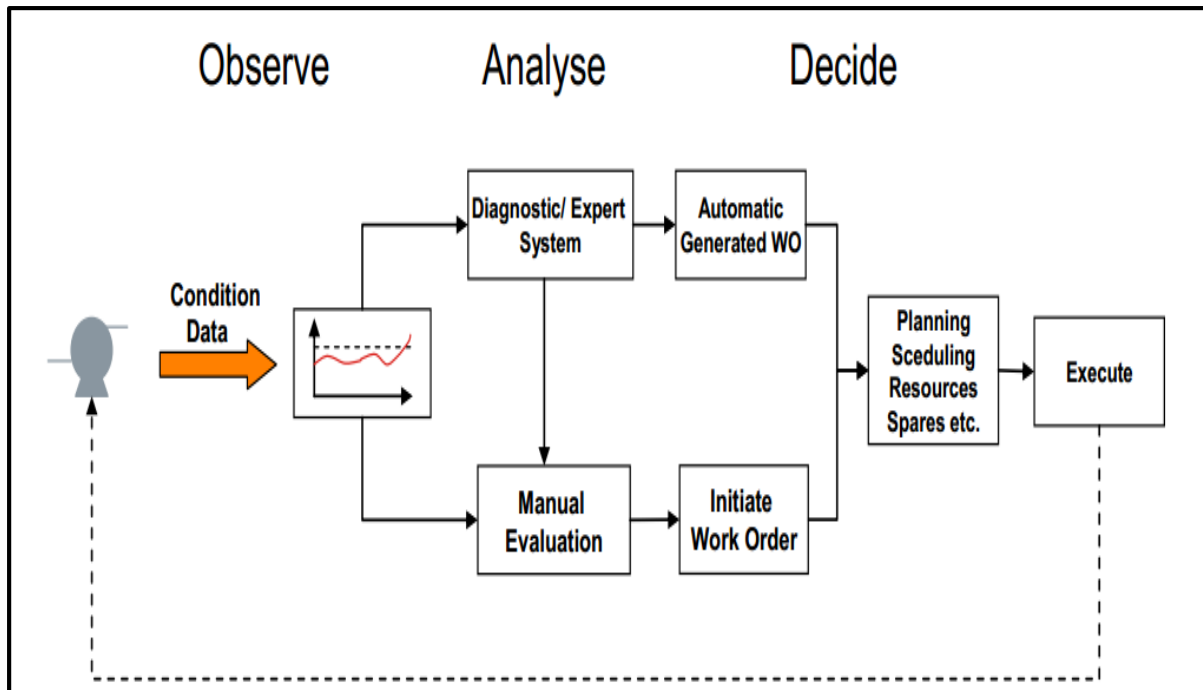 Observe
Analyse
Decide
Condition
Data
Diagnostic/ Expert
System
Automatic
Generated WO
Manual
Evaluation
Initiate
Work Order
Planning
Sceduling
Resources
Spares etc.
Execute